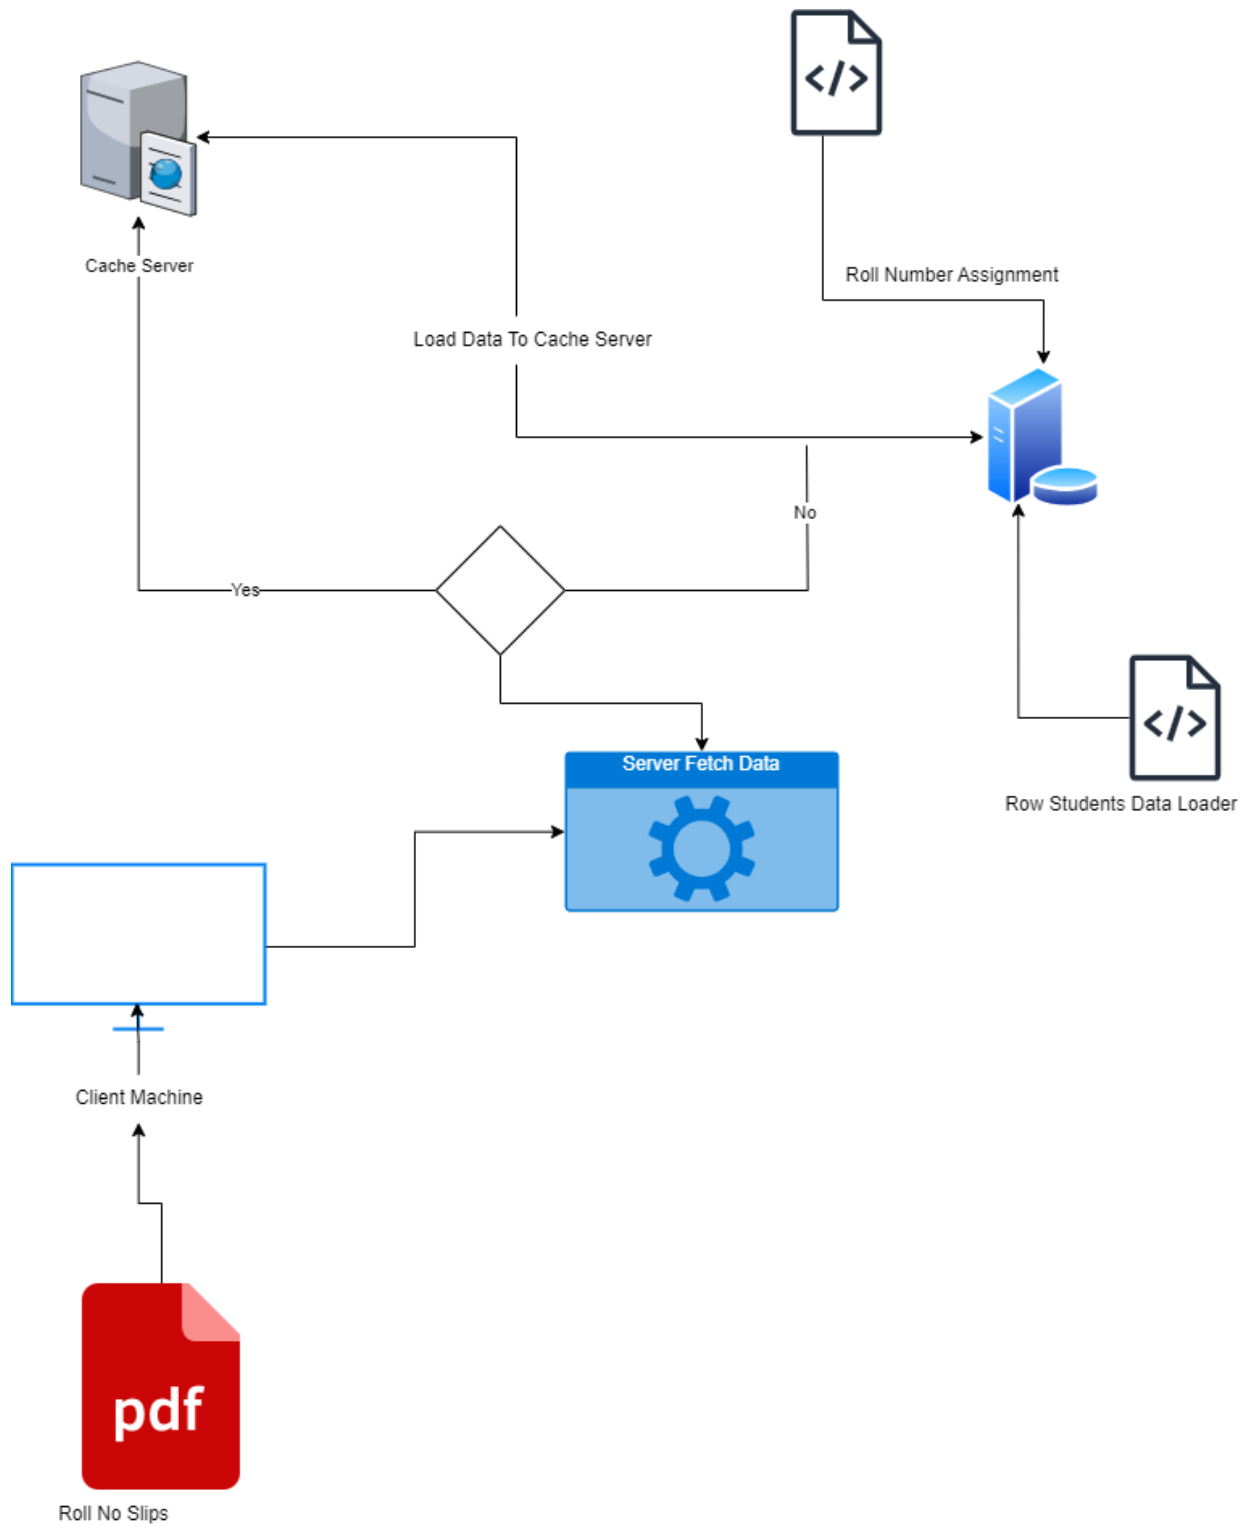 </>
Cache Server
Roll Number Assignment
Load Data To Cache Server
No
Yes
</>
Server Fetch Data
Row Students Data Loader
Client Machine
pdf
Roll No Slips